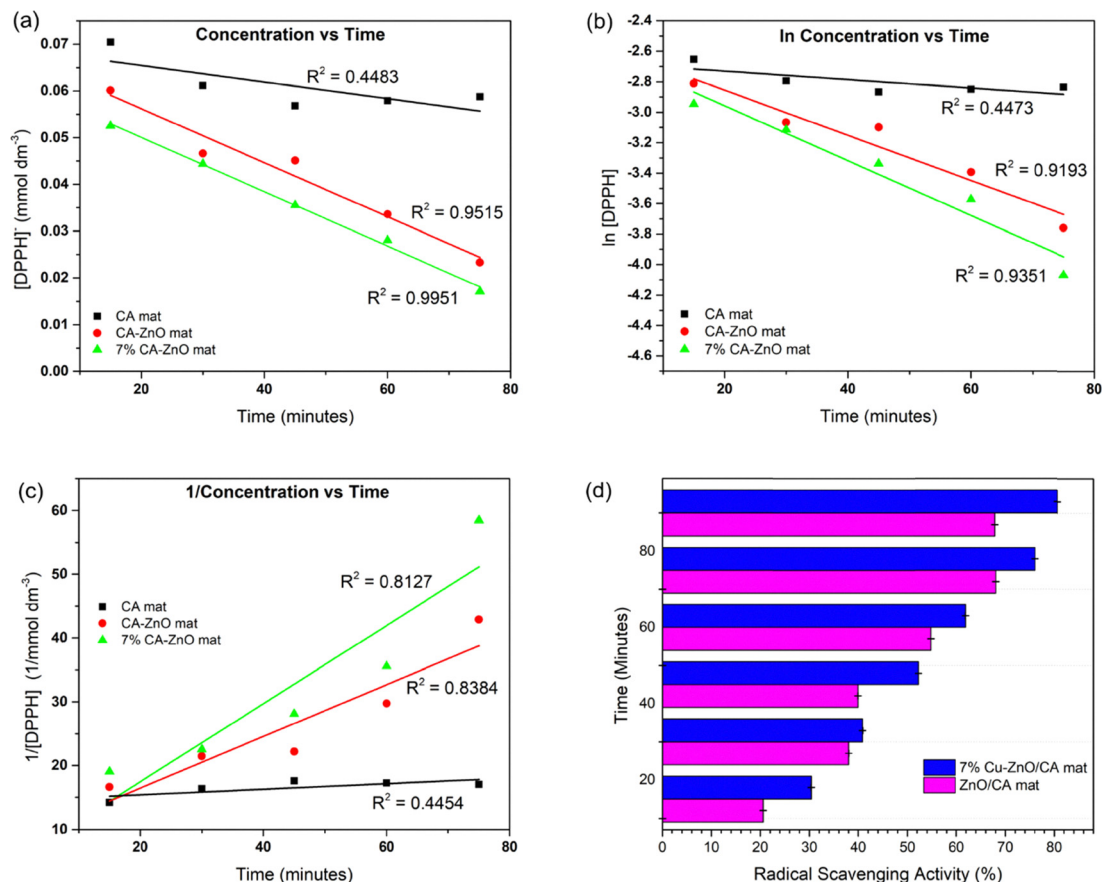 (a)
Concentration vs Time
R² = 0.4483
R² = 0.9515
R² = 0.9951
CA mat
CA-ZnO mat
7% CA-ZnO mat
[DPPH]· (mmol dm⁻³)
0.07
0.06
0.05
0.04
0.03
0.02
0.01
0.00
20 40 60 80
Time (minutes)
(b)
ln Concentration vs Time
R² = 0.4473
R² = 0.9193
R² = 0.9351
CA mat
CA-ZnO mat
7% CA-ZnO mat
ln [DPPH]
-2.4
-2.6
-2.8
-3.0
-3.2
-3.4
-3.6
-3.8
-4.0
-4.2
-4.4
-4.6
20 40 60 80
Time (minutes)
(c)
1/Concentration vs Time
R² = 0.8127
R² = 0.8384
R² = 0.4454
CA mat
CA-ZnO mat
7% CA-ZnO mat
1/[DPPH] (1/mmol dm⁻³)
60
50
40
30
20
10
20 40 60 80
Time (minutes)
(d)
Time (Minutes)
80
60
40
20
7% Cu-ZnO/CA mat
ZnO/CA mat
0 10 20 30 40 50 60 70 80
Radical Scavenging Activity (%)